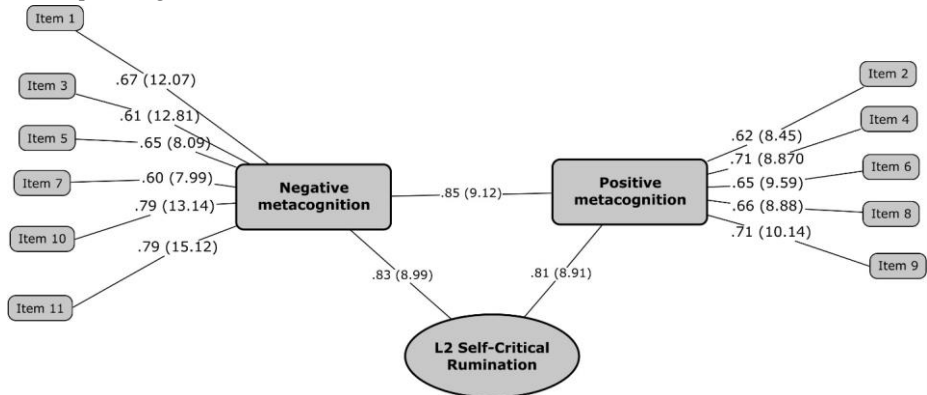 Item 1
Item 3
Item 5
Item 7
Item 10
Item 11
.67 (12.07)
.61 (12.81)
.65 (8.09)
.60 (7.99)
.79 (13.14)
.79 (15.12)
Negative
metacognition
.85 (9.12)
Positive
metacognition
.62 (8.45)
.71 (8.870
.65 (9.59)
.66 (8.88)
.71 (10.14)
Item 2
Item 4
Item 6
Item 8
Item 9
.83 (8.99)
.81 (8.91)
L2 Self-Critical
Rumination